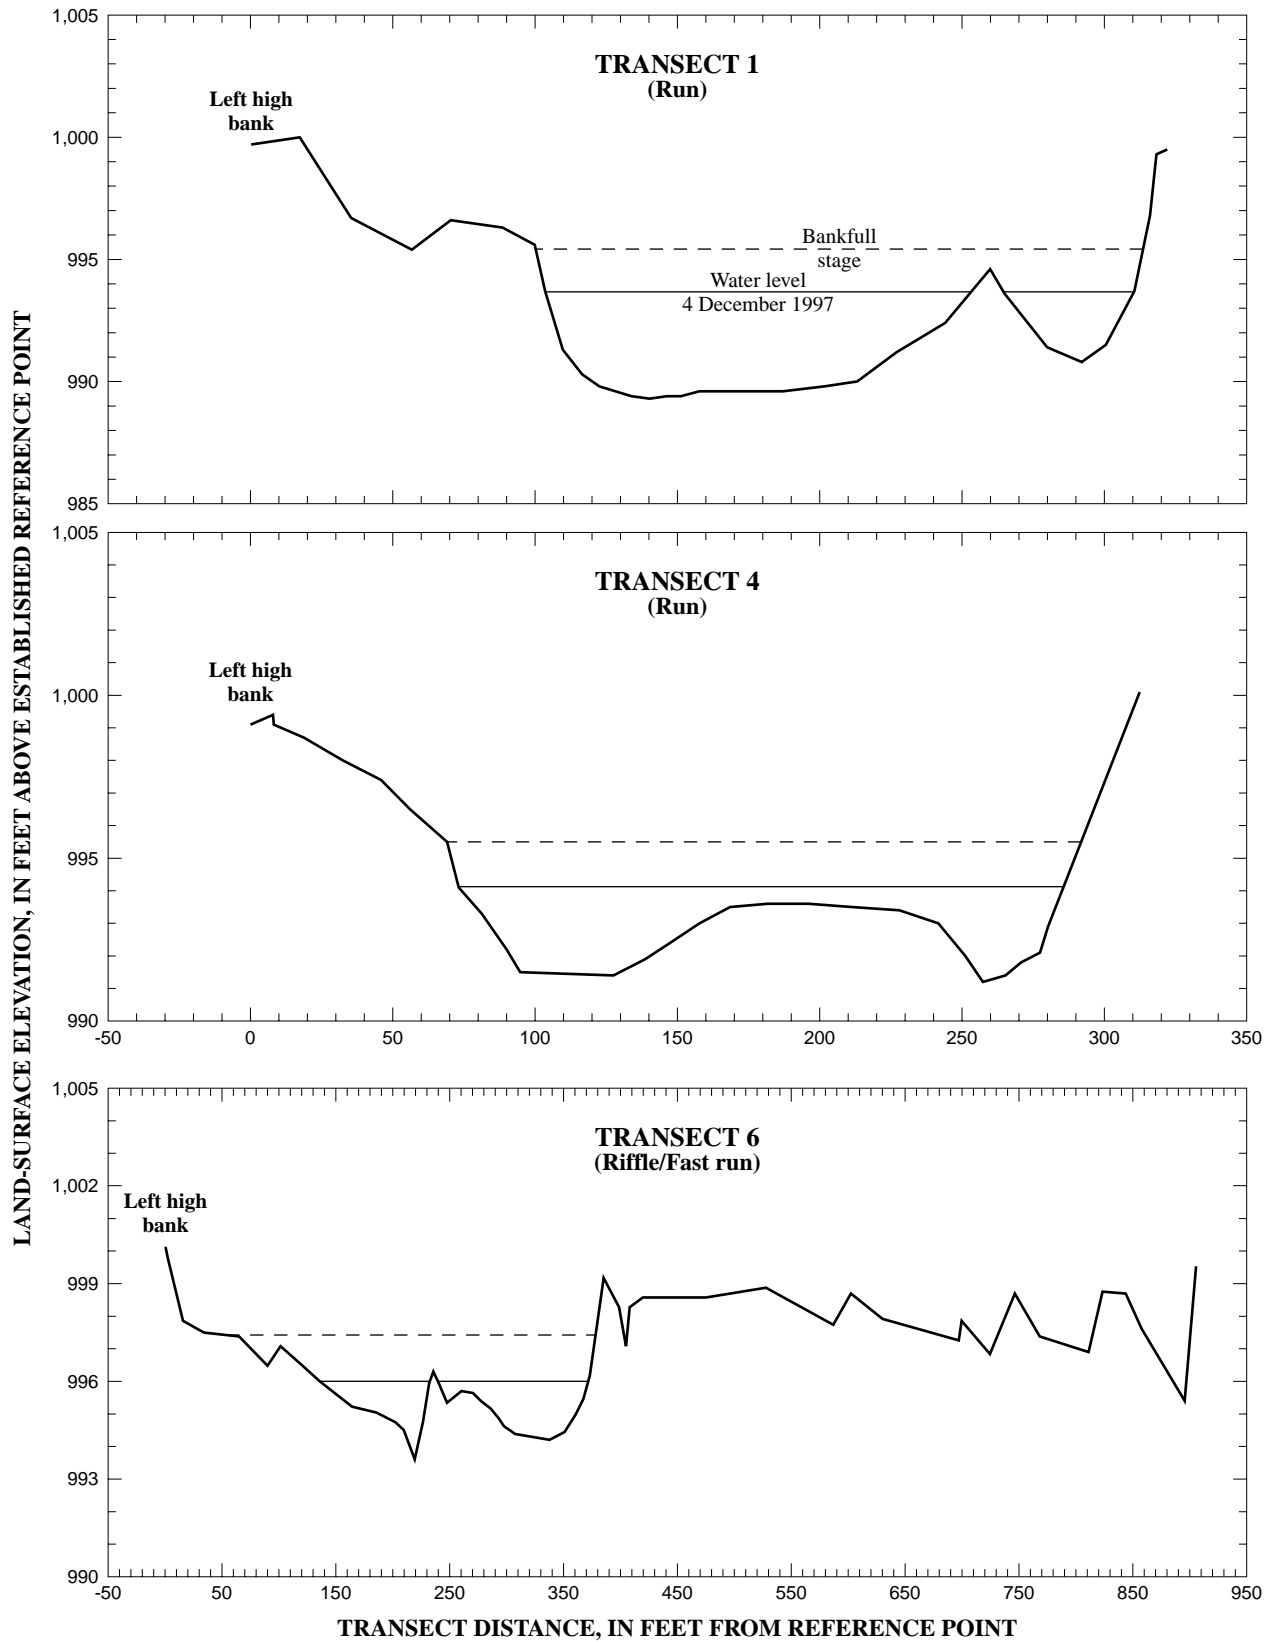 LAND-SURFACE ELEVATION, IN FEET ABOVE ESTABLISHED REFERENCE POINT
1,005
1,000
995
990
985
TRANSECT 1
(Run)
Left high
bank
Bankfull
stage
Water level
4 December 1997
1,005
1,000
995
990
TRANSECT 4
(Run)
Left high
bank
-50 0 50 100 150 200 250 300 350
1,005
1,002
999
996
993
990
TRANSECT 6
(Riffle/Fast run)
Left high
bank
-50 50 150 250 350 450 550 650 750 850 950
TRANSECT DISTANCE, IN FEET FROM REFERENCE POINT